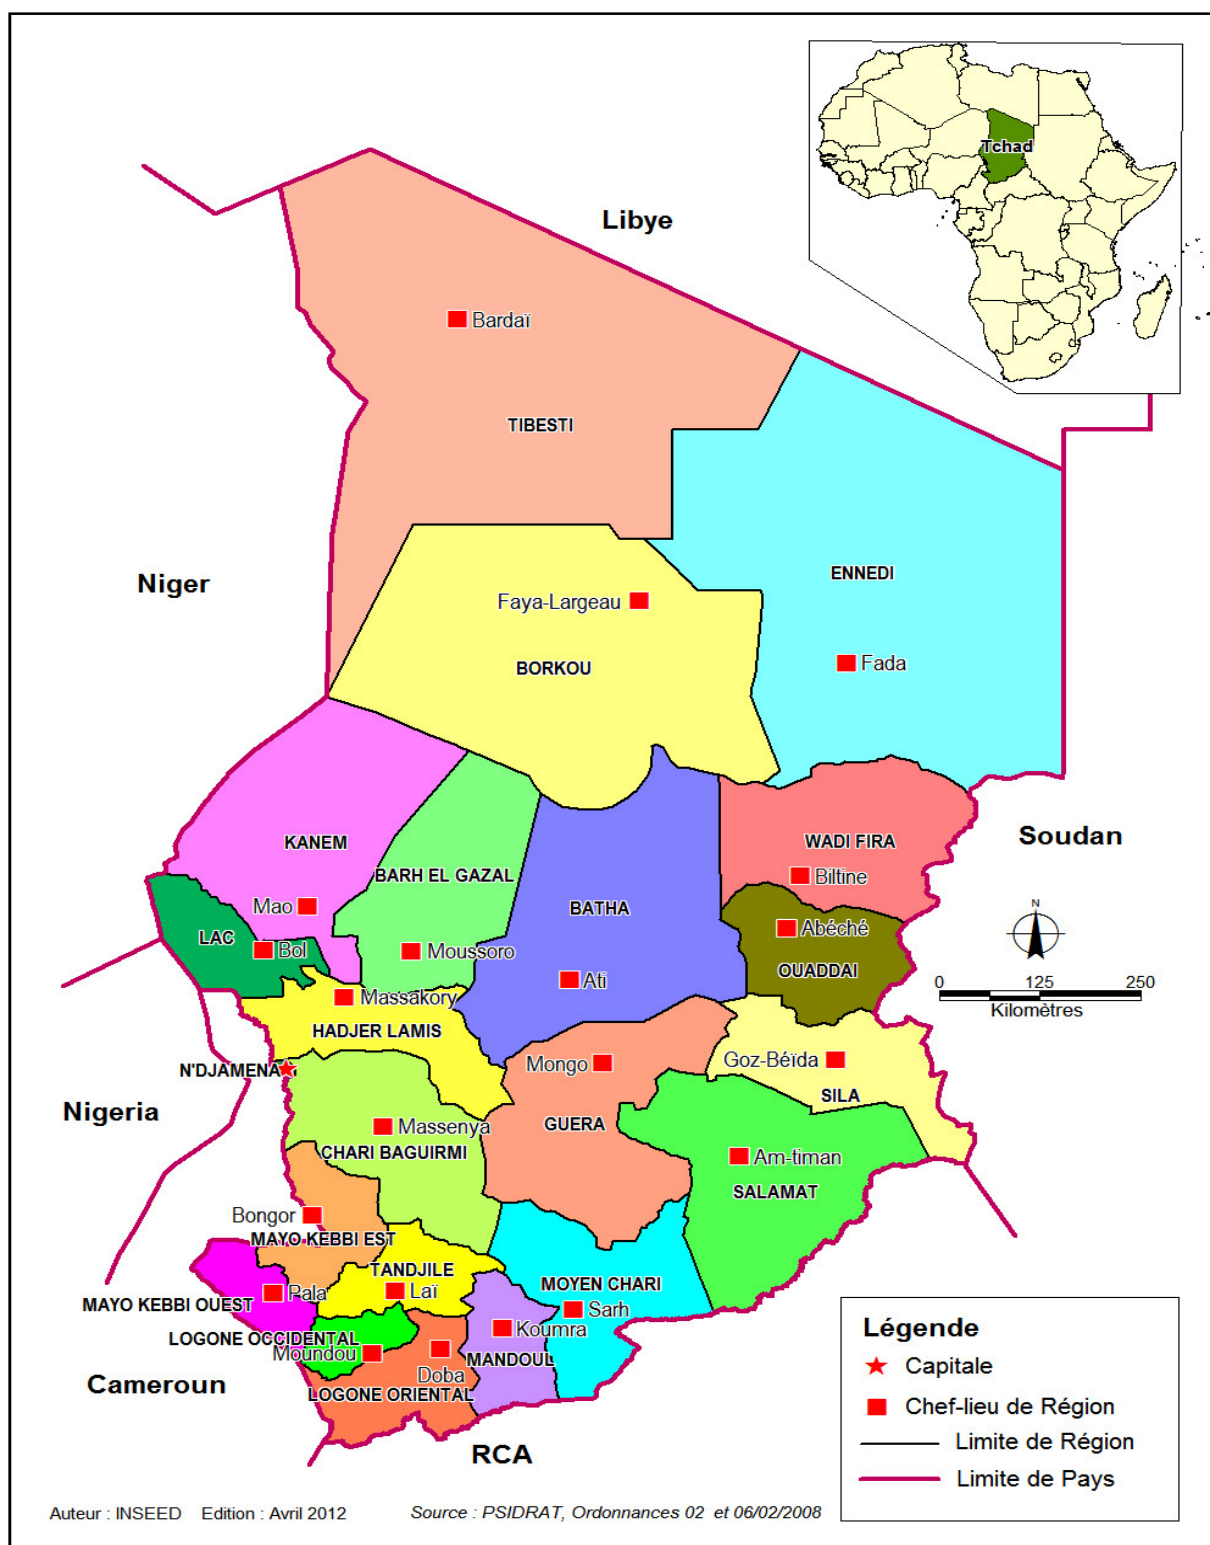 Tchad
Libye
Bardaï
TIBESTI
Niger
ENNEDI
Faya-Largeau
BORKOU
Fada
KANEM
WADI FIRA
Soudan
BARH EL GAZAL
Biltine
Mao
BATHA
N
LAC
Abéché
Bol
Moussoro
OUADDAI
Ati
0 125 250
Kilomètres
Massakory
HADJER LAMIS
Mongo
Goz-Béïda
N'DJAMENA
SILA
Nigeria
Massenya
GUERA
CHARI BAGUIRMI
Am-timan
SALAMAT
Bongor
MAYO KEBBI EST
TANDJILE
MOYEN CHARI
Pala
Laï
MAYO KEBBI OUEST
Sarh
Koumra
LOGONE OCCIDENTAL
Moundou
MANDOUL
Doba
Cameroun
LOGONE ORIENTAL
RCA
Légende
Capitale
Chef-lieu de Région
Limite de Région
Limite de Pays
Auteur : INSEED Edition : Avril 2012
Source : PSIDRAT, Ordonnances 02 et 06/02/2008